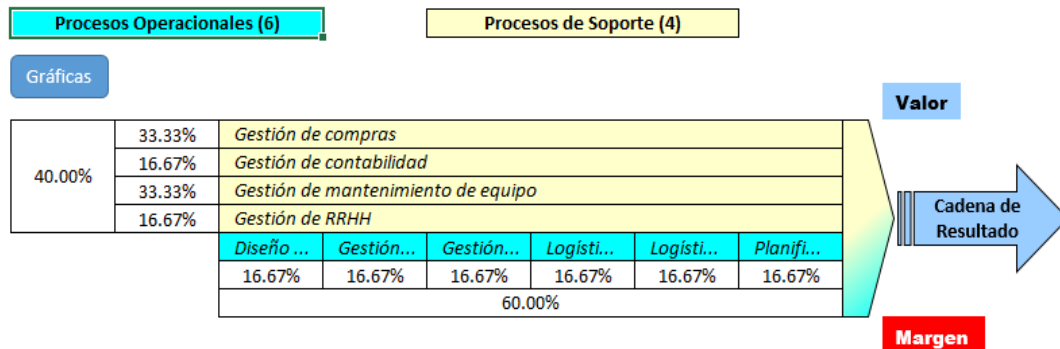 Procesos Operacionales (6)
Procesos de Soporte (4)
Gráficas
Valor
40.00%
33.33% Gestión de compras
16.67% Gestión de contabilidad
33.33% Gestión de mantenimiento de equipo
16.67% Gestión de RRHH
Diseño ... Gestión... Gestión... Logísti... Logísti... Planifi...
16.67% 16.67% 16.67% 16.67% 16.67% 16.67%
60.00%
Cadena de
Resultado
Margen